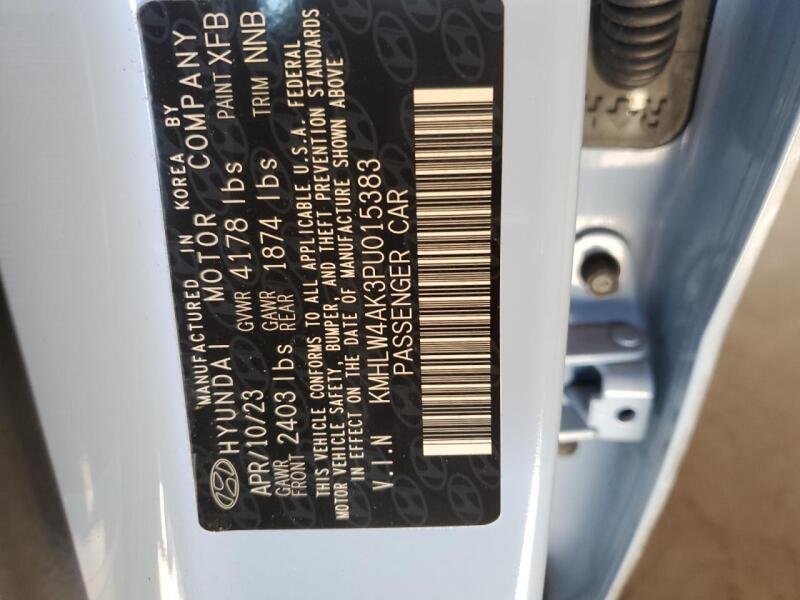 MANUFACTURED IN KOREA BY
HYUNDAI MOTOR COMPANY
APR/10/23 GVWR 4178 lbs PAINT XFB
GAWR FRONT 2403 lbs GAWR REAR 1874 lbs TRIM NNB
THIS VEHICLE CONFORMS TO ALL APPLICABLE U.S.A. FEDERAL
MOTOR VEHICLE SAFETY, BUMPER, AND THEFT PREVENTION STANDARDS
IN EFFECT ON THE DATE OF MANUFACTURE SHOWN ABOVE
V.I.N KMHLW4AK3PU015383
PASSENGER CAR